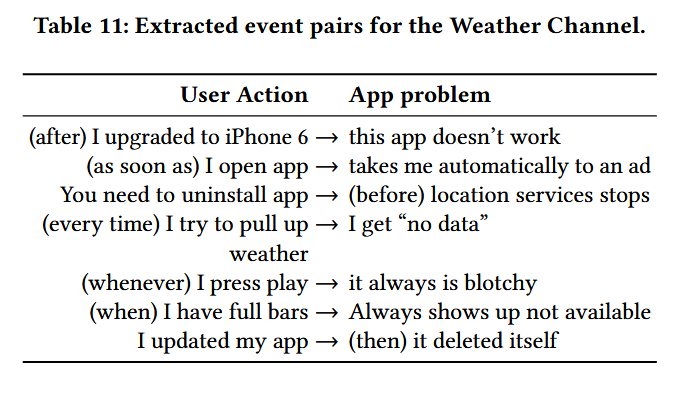 Table 11: Extracted event pairs for the Weather Channel.
User Action App problem
(after) I upgraded to iPhone 6 → this app doesn’t work
(as soon as) I open app → takes me automatically to an ad
You need to uninstall app → (before) location services stops
(every time) I try to pull up → I get “no data”
weather
(whenever) I press play → it always is blotchy
(when) I have full bars → Always shows up not available
I updated my app → (then) it deleted itself